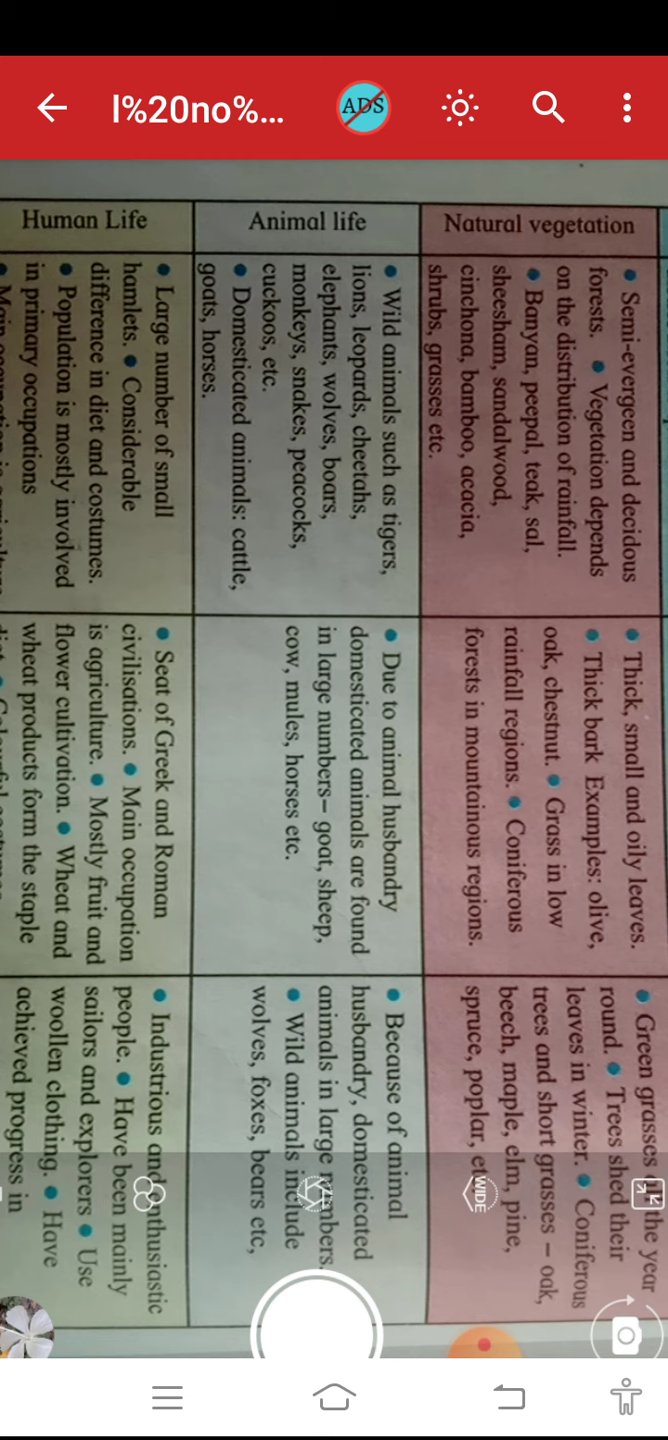 I%20no%...
ADS
Natural vegetation
• Semi-evergeen and decidous
forests. • Vegetation depends
on the distribution of rainfall.
• Banyan, peepal, teak, sal,
sheesham, sandalwood,
cinchona, bamboo, acacia,
shrubs, grasses etc.
• Thick, small and oily leaves.
• Thick bark Examples: olive,
oak, chestnut. • Grass in low
rainfall regions. • Coniferous
forests in mountainous regions.
• Green grasses the year
round. • Trees shed their
leaves in winter. • Coniferous
trees and short grasses – oak,
beech, maple, elm, pine,
spruce, poplar,
Animal life
• Wild animals such as tigers,
lions, leopards, cheetahs,
elephants, wolves, boars,
monkeys, snakes, peacocks,
cuckoos, etc.
• Domesticated animals: cattle,
goats, horses.
• Due to animal husbandry
domesticated animals are found
in large numbers– goat, sheep,
cow, mules, horses etc.
• Because of animal
husbandry, domesticated
animals in large numbers.
• Wild animals include
wolves, foxes, bears etc,
Human Life
• Large number of small
hamlets. • Considerable
difference in diet and costumes.
• Population is mostly involved
in primary occupations
• Seat of Greek and Roman
civilisations. • Main occupation
is agriculture. • Mostly fruit and
flower cultivation. • Wheat and
wheat products form the staple
• Industrious and enthusiastic
people. • Have been mainly
sailors and explorers • Use
woollen clothing. • Have
achieved progress in
WIDE